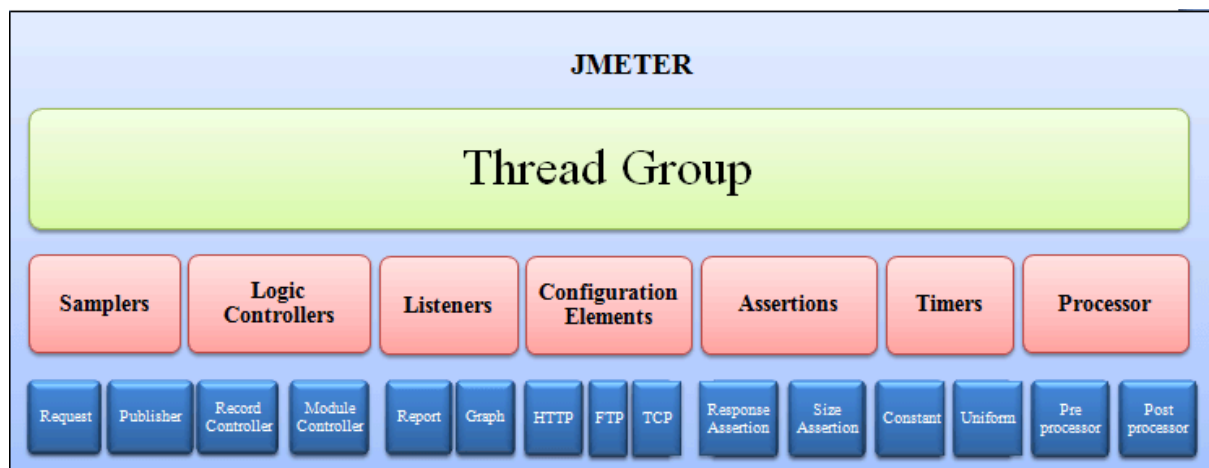 JMETER
Thread Group
Samplers
Logic
Controllers
Listeners
Configuration
Elements
Assertions
Timers
Processor
Request
Publisher
Record
Controller
Module
Controller
Report
Graph
HTTP
FTP
TCP
Response
Assertion
Size
Assertion
Constant
Uniform
Pre
processor
Post
processor